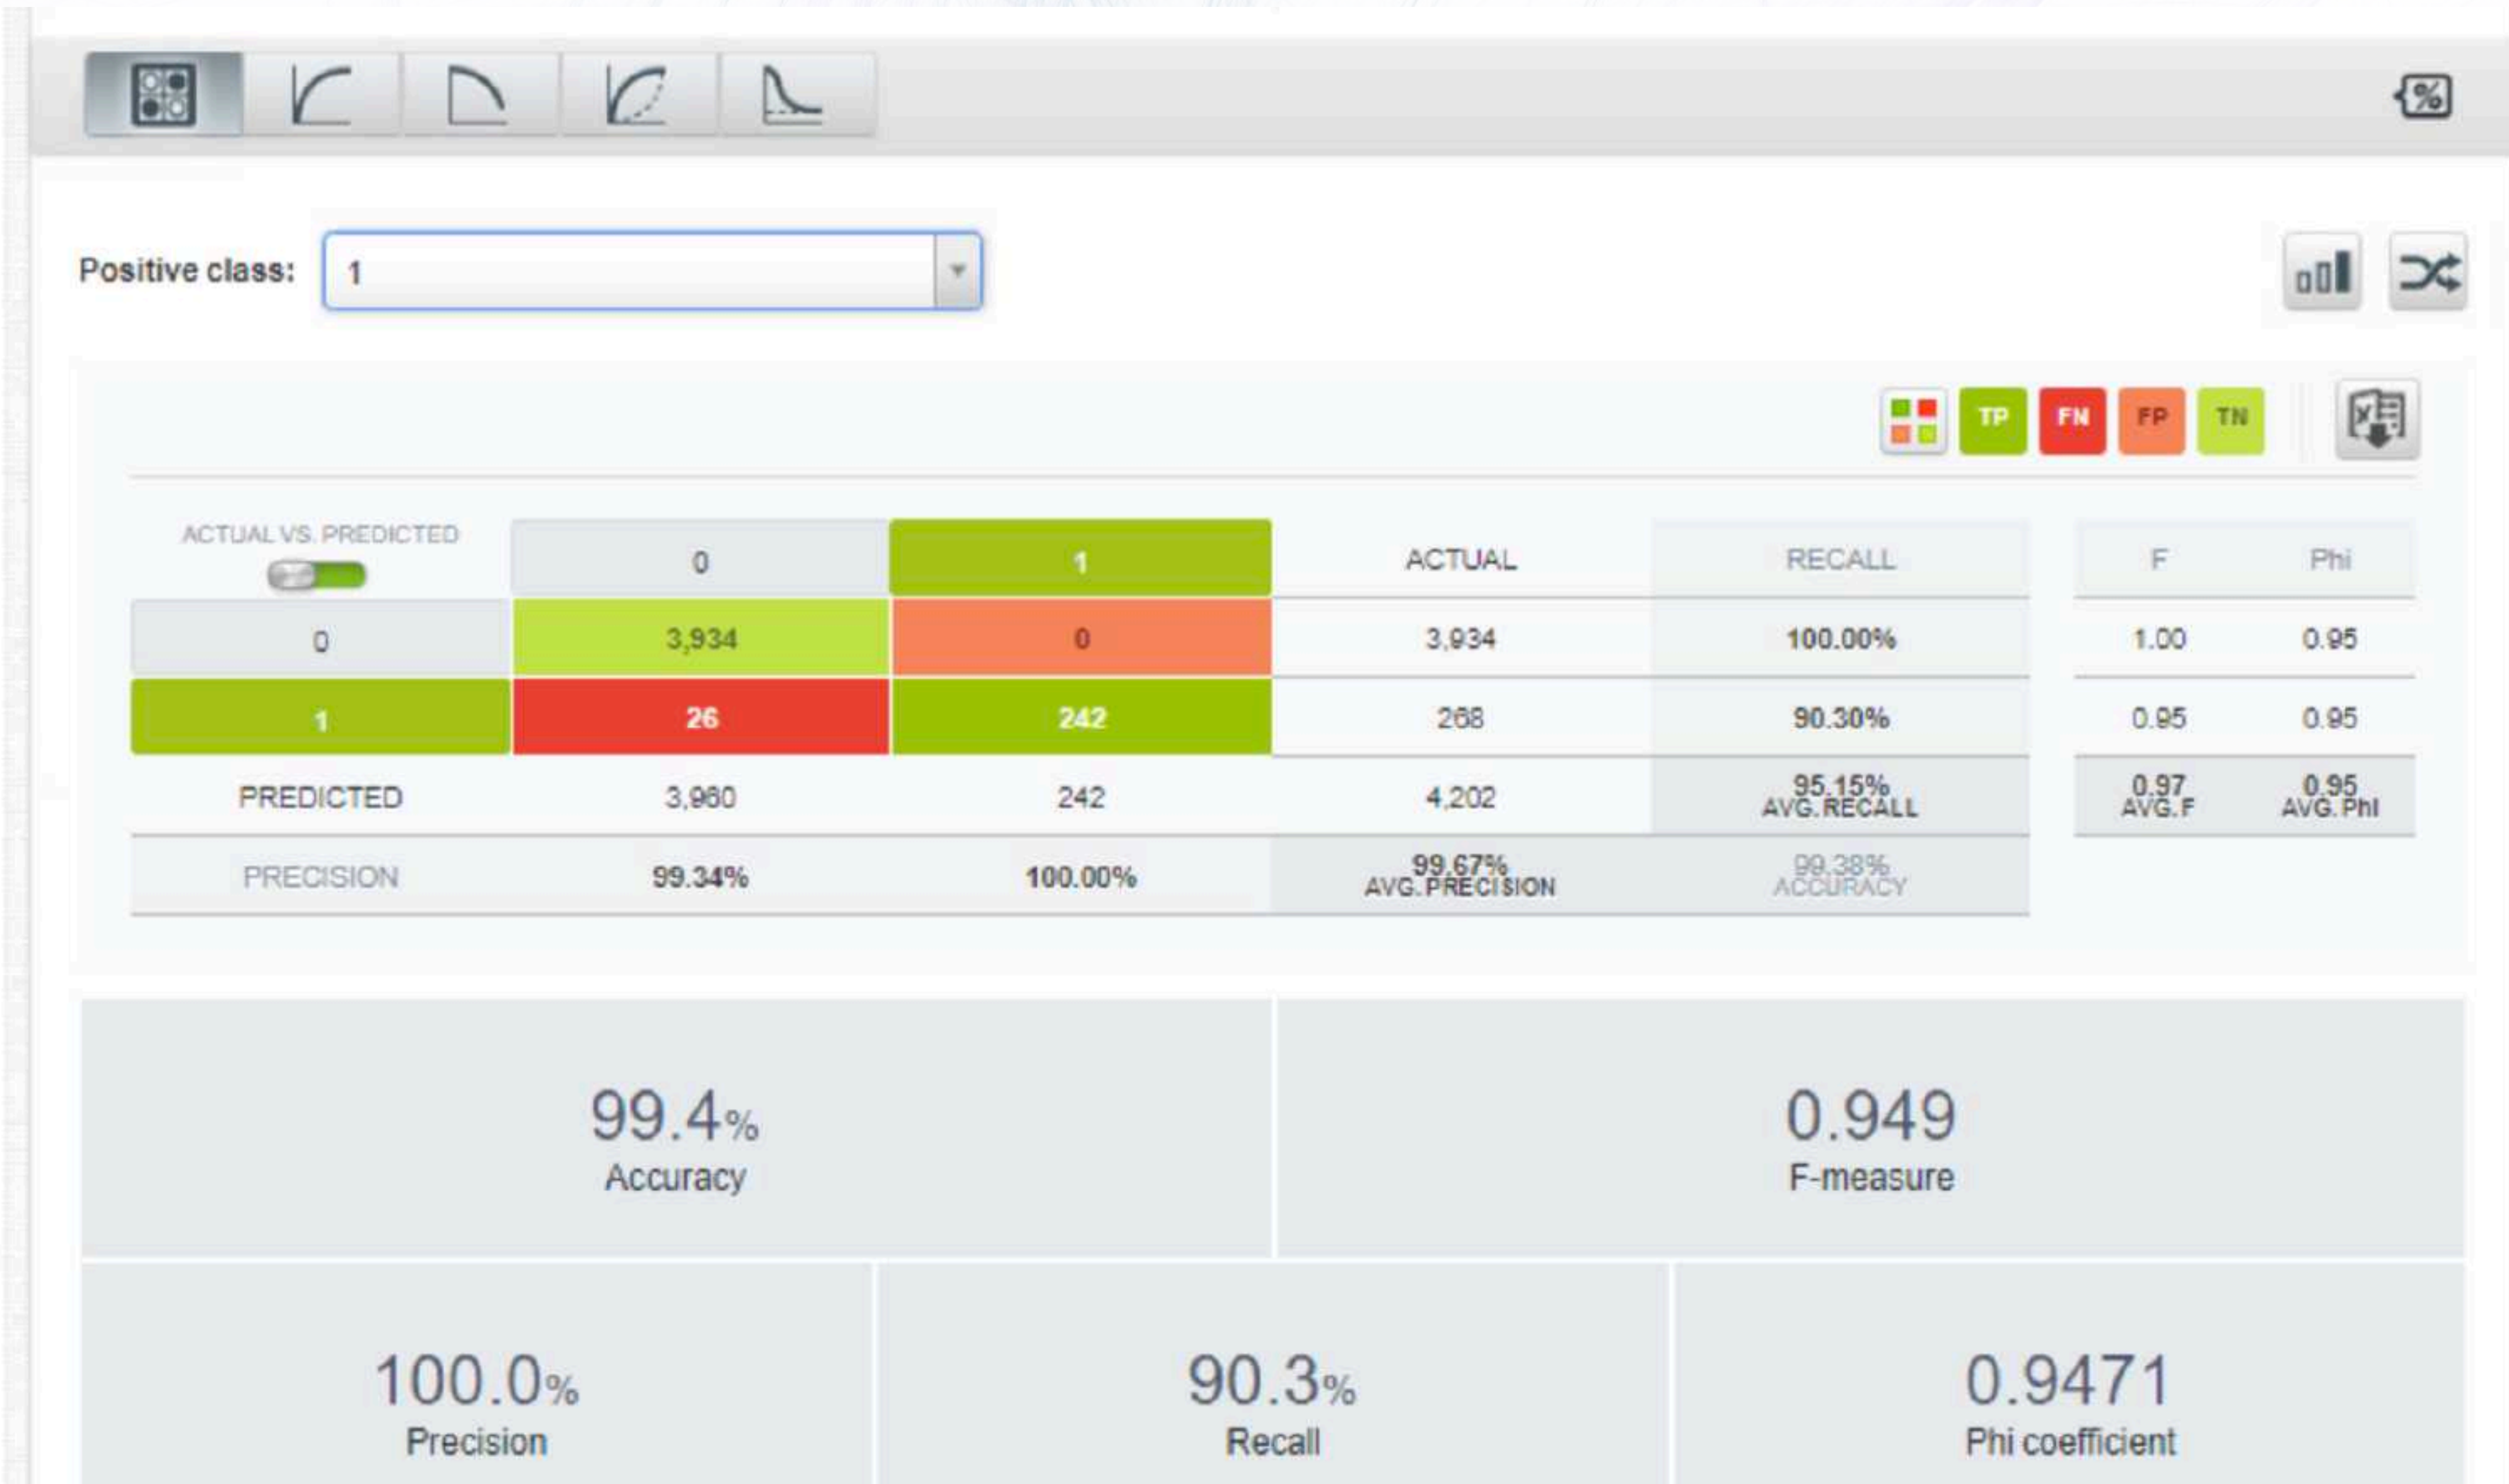 Positive class: 1
TP FN FP TN
ACTUAL VS. PREDICTED 0 1 ACTUAL RECALL F Phi
0 3,934 0 3,934 100.00% 1.00 0.95
1 26 242 268 90.30% 0.95 0.95
PREDICTED 3,960 242 4,202 95.15% AVG. RECALL 0.97 AVG. F 0.95 AVG. Phi
PRECISION 99.34% 100.00% 99.67% AVG. PRECISION 99.38% ACCURACY
99.4%
Accuracy
0.949
F-measure
100.0%
Precision
90.3%
Recall
0.9471
Phi coefficient